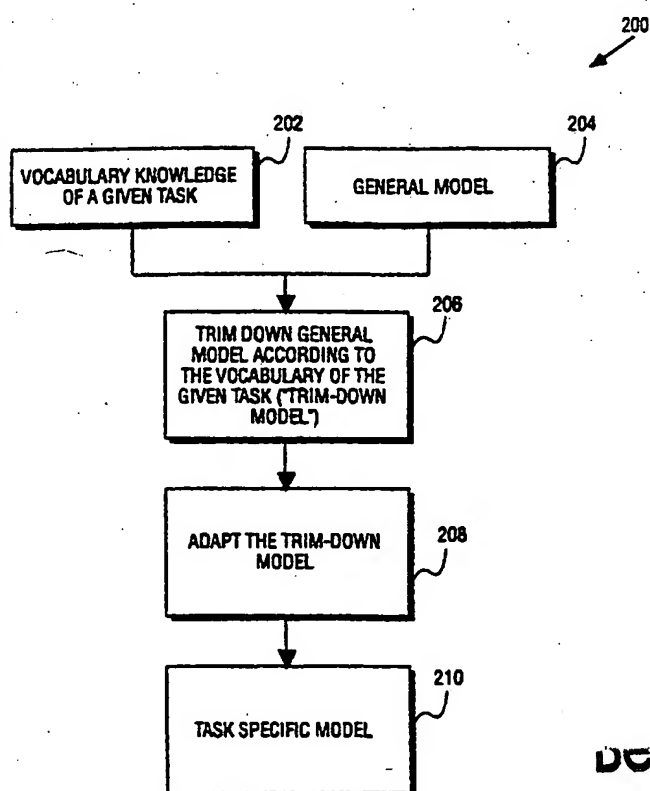 200
202
204
VOCABULARY KNOWLEDGE
OF A GIVEN TASK
GENERAL MODEL
206
TRIM DOWN GENERAL
MODEL ACCORDING TO
THE VOCABULARY OF THE
GIVEN TASK ("TRIM-DOWN
MODEL")
ADAPT THE TRIM-DOWN
MODEL
208
210
TASK SPECIFIC MODEL